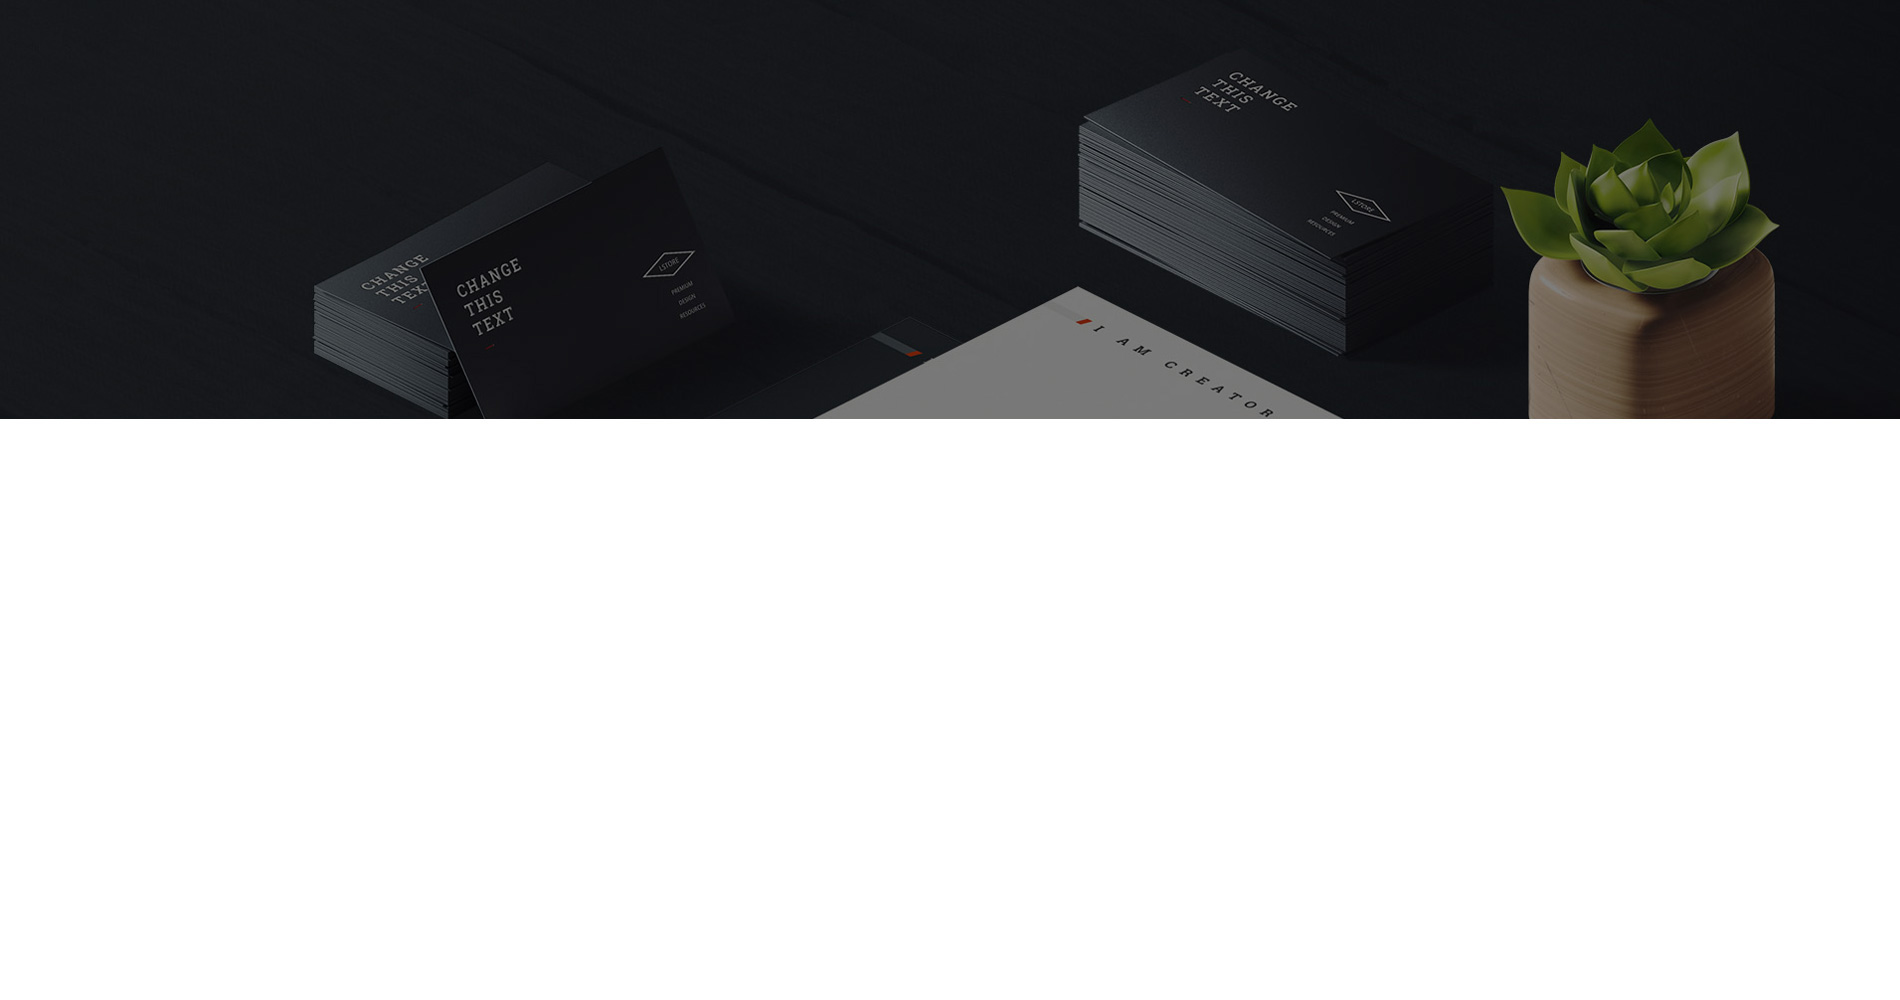 CHANGE
THIS
TEXT
LSTORE
PREMIUM
DESIGN
RESOURCES
CHANGE
THIS
TEXT
CHANGE
THIS
TEXT
LSTORE
PREMIUM
DESIGN
RESOURCES
I AM CREATOR